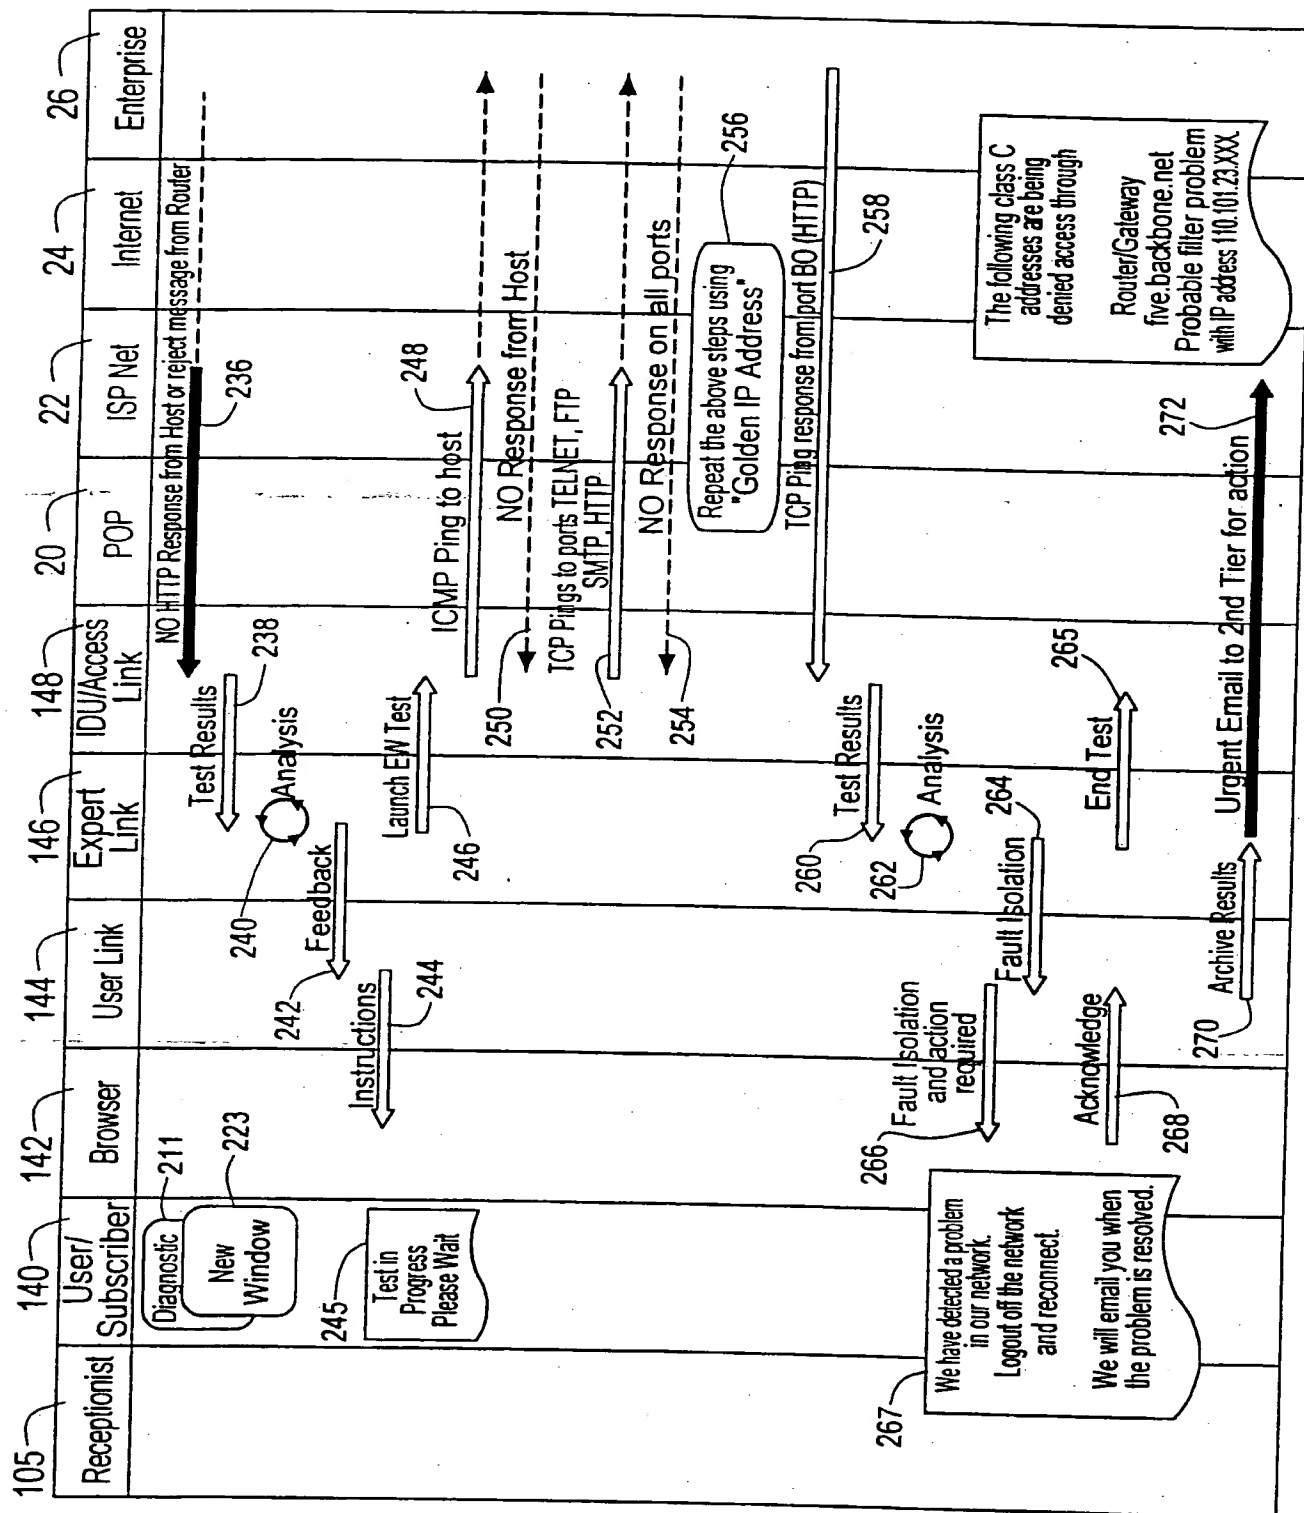 105
140
142
144
146
148
20
22
24
26
Receptionist
User/
Subscriber
Browser
User Link
Expert
Link
IDU/Access
Link
POP
ISP Net
Internet
Enterprise
Diagnostic
211
New
Window
223
NO HTTP Response from Host or reject message from Router
236
Test Results
238
240
Analysis
242
Feedback
Instructions
244
245
Test in
Progress
Please Wait
Launch EW Test
246
ICMP Ping to host
248
250
NO Response from Host
TCP Pings to ports TELNET, FTP
SMTP, HTTP
252
NO Response on all ports
254
Repeat the above steps using
"Golden IP Address"
256
TCP Ping response from port BO (HTTP)
258
260
Test Results
262
Analysis
Fault Isolation
264
266
Fault Isolation
and action
required
267
We have detected a problem
in our network.
Logout off the network
and reconnect.
We will email you when
the problem is resolved.
Acknowledge
268
End Test
265
270
Archive Results
Urgent Email to 2nd Tier for action
272
The following class C
addresses are being
denied access through
Router/Gateway
five.backbone.net
Probable filter problem
with IP address 110.101.23.XXX.